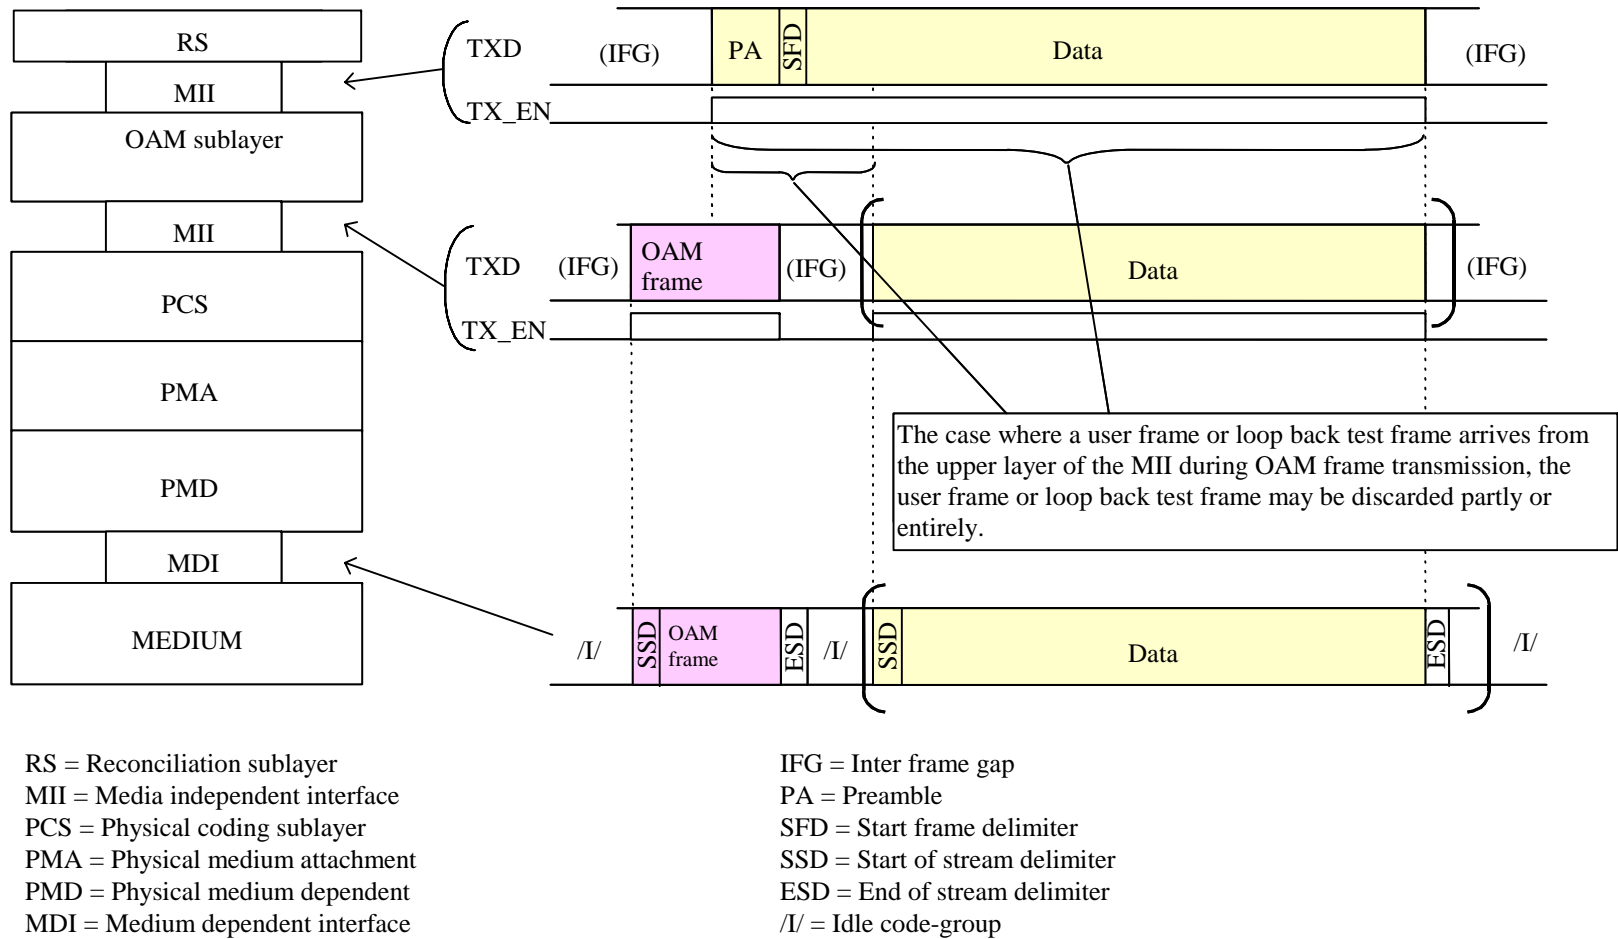 RS
MII
OAM sublayer
MII
PCS
PMA
PMD
MDI
MEDIUM
TXD
(IFG)
PA
SFD
Data
(IFG)
TX_EN
TXD
(IFG)
OAM
frame
(IFG)
Data
(IFG)
TX_EN
The case where a user frame or loop back test frame arrives from
the upper layer of the MII during OAM frame transmission, the
user frame or loop back test frame may be discarded partly or
entirely.
/I/
SSD
OAM
frame
ESD
/I/
SSD
Data
ESD
/I/
RS = Reconciliation sublayer
MII = Media independent interface
PCS = Physical coding sublayer
PMA = Physical medium attachment
PMD = Physical medium dependent
MDI = Medium dependent interface
IFG = Inter frame gap
PA = Preamble
SFD = Start frame delimiter
SSD = Start of stream delimiter
ESD = End of stream delimiter
/I/ = Idle code-group